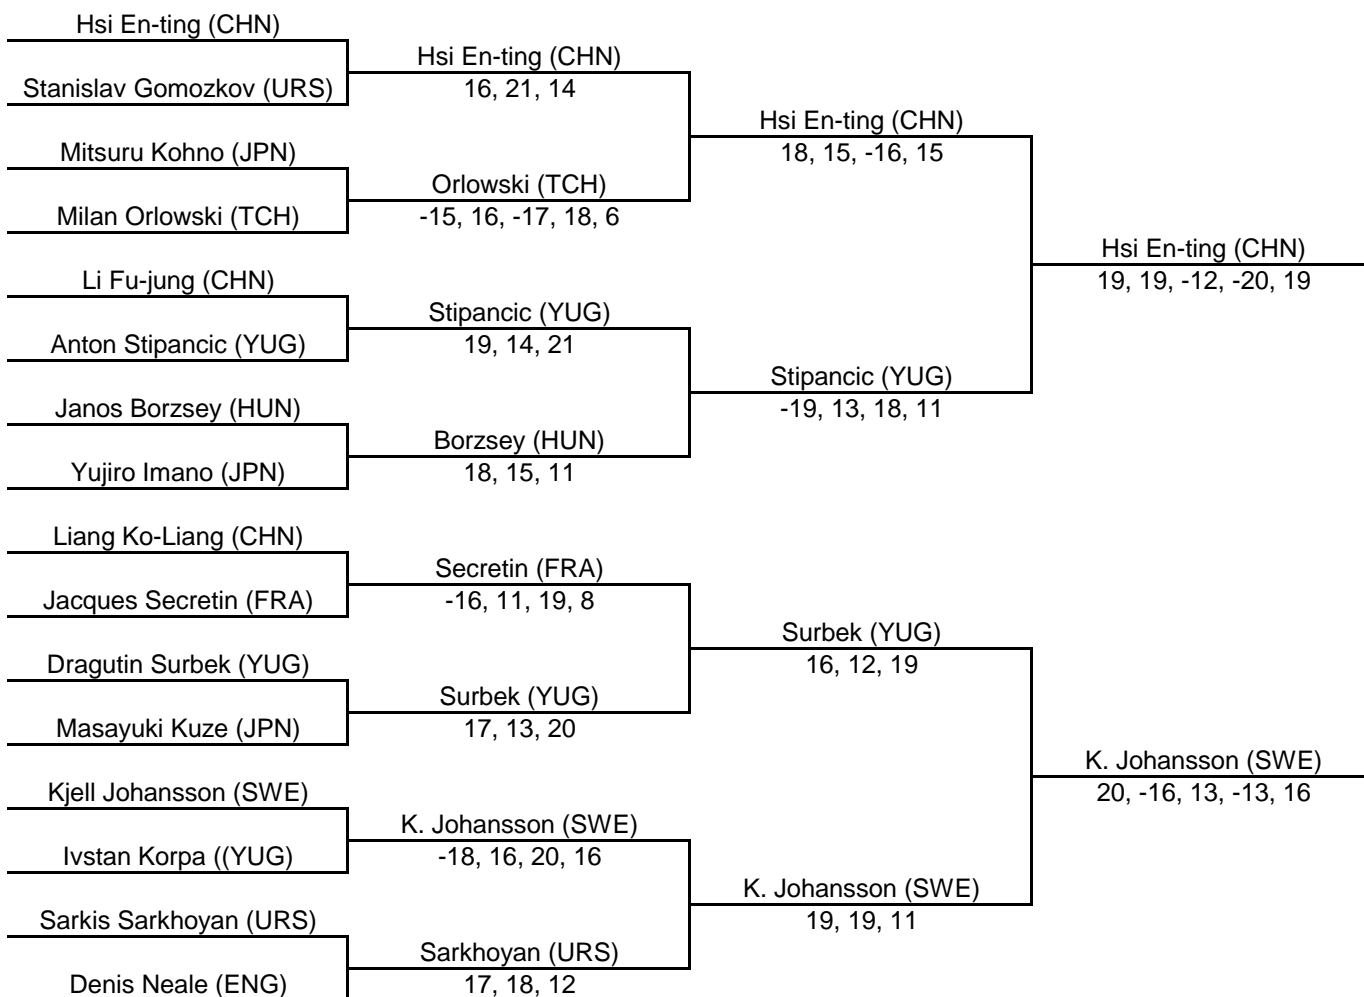 Hsi En-ting (CHN)
Stanislav Gomozkov (URS)
Mitsuru Kohno (JPN)
Milan Orlowski (TCH)
Li Fu-jung (CHN)
Anton Stipancic (YUG)
Janos Borzsey (HUN)
Yujiro Imano (JPN)
Liang Ko-Liang (CHN)
Jacques Secretin (FRA)
Dragutin Surbek (YUG)
Masayuki Kuze (JPN)
Kjell Johansson (SWE)
Ivstan Korpa ((YUG)
Sarkis Sarkhoyan (URS)
Denis Neale (ENG)
Hsi En-ting (CHN)
16, 21, 14
Orlowski (TCH)
-15, 16, -17, 18, 6
Stipancic (YUG)
19, 14, 21
Borzsey (HUN)
18, 15, 11
Secretin (FRA)
-16, 11, 19, 8
Surbek (YUG)
17, 13, 20
K. Johansson (SWE)
-18, 16, 20, 16
Sarkhoyan (URS)
17, 18, 12
Hsi En-ting (CHN)
18, 15, -16, 15
Stipancic (YUG)
-19, 13, 18, 11
Surbek (YUG)
16, 12, 19
K. Johansson (SWE)
19, 19, 11
Hsi En-ting (CHN)
19, 19, -12, -20, 19
K. Johansson (SWE)
20, -16, 13, -13, 16